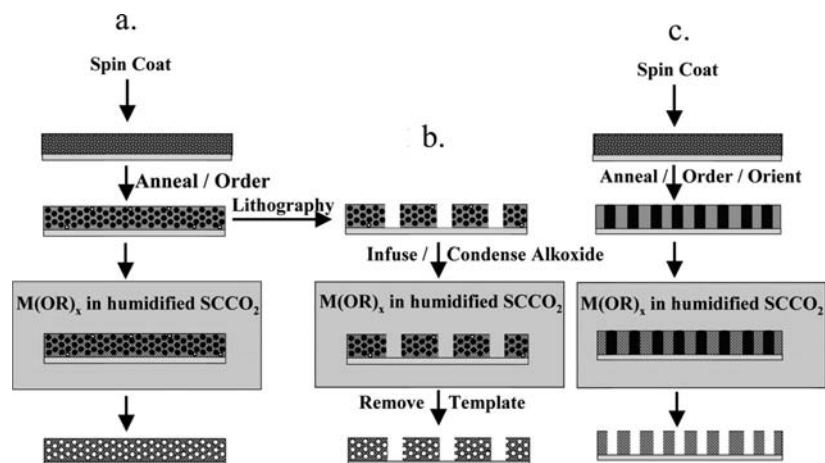 a.
Spin Coat
Anneal / Order
Lithography
M(OR)ₓ in humidified SCCO₂
b.
Infuse / Condense Alkoxide
M(OR)ₓ in humidified SCCO₂
Remove Template
c.
Spin Coat
Anneal / Order / Orient
M(OR)ₓ in humidified SCCO₂